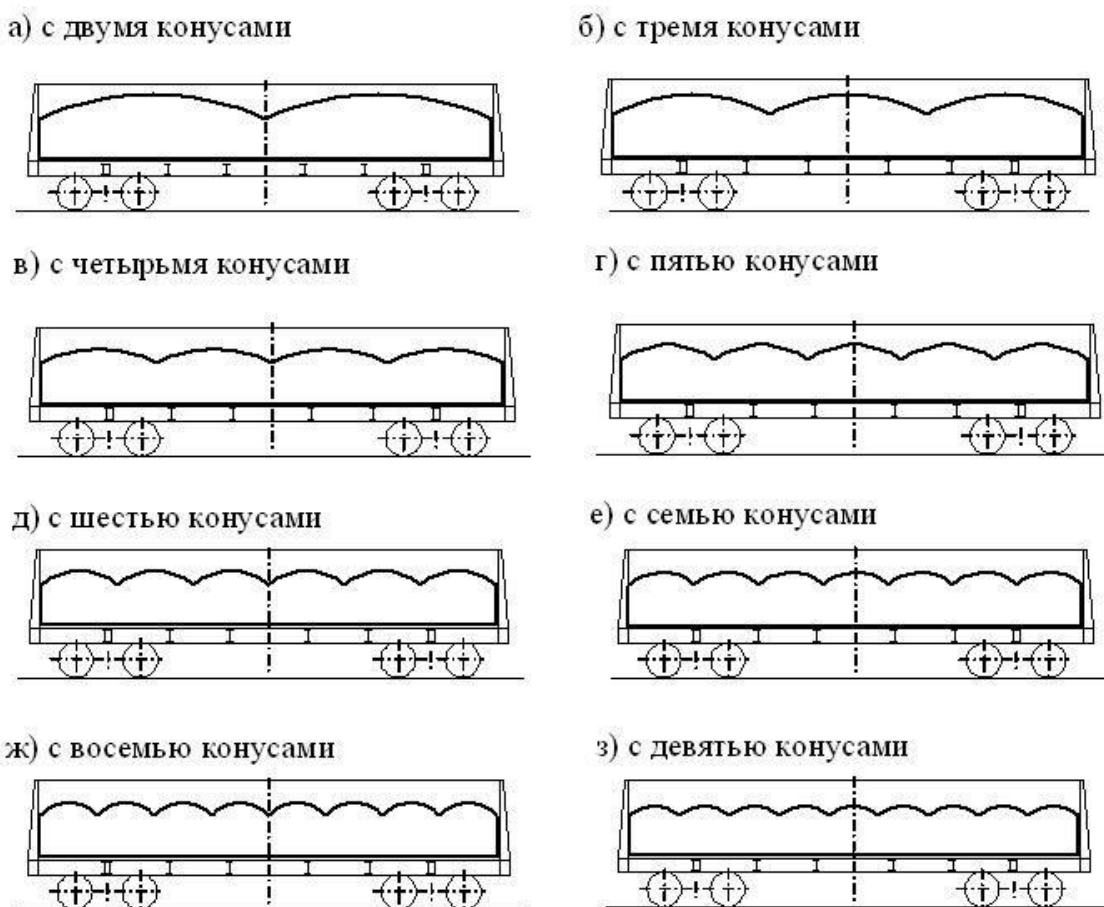 а) с двумя конусами
б) с тремя конусами
в) с четырьмя конусами
г) с пятью конусами
д) с шестью конусами
е) с семью конусами
ж) с восемью конусами
з) с девятью конусами